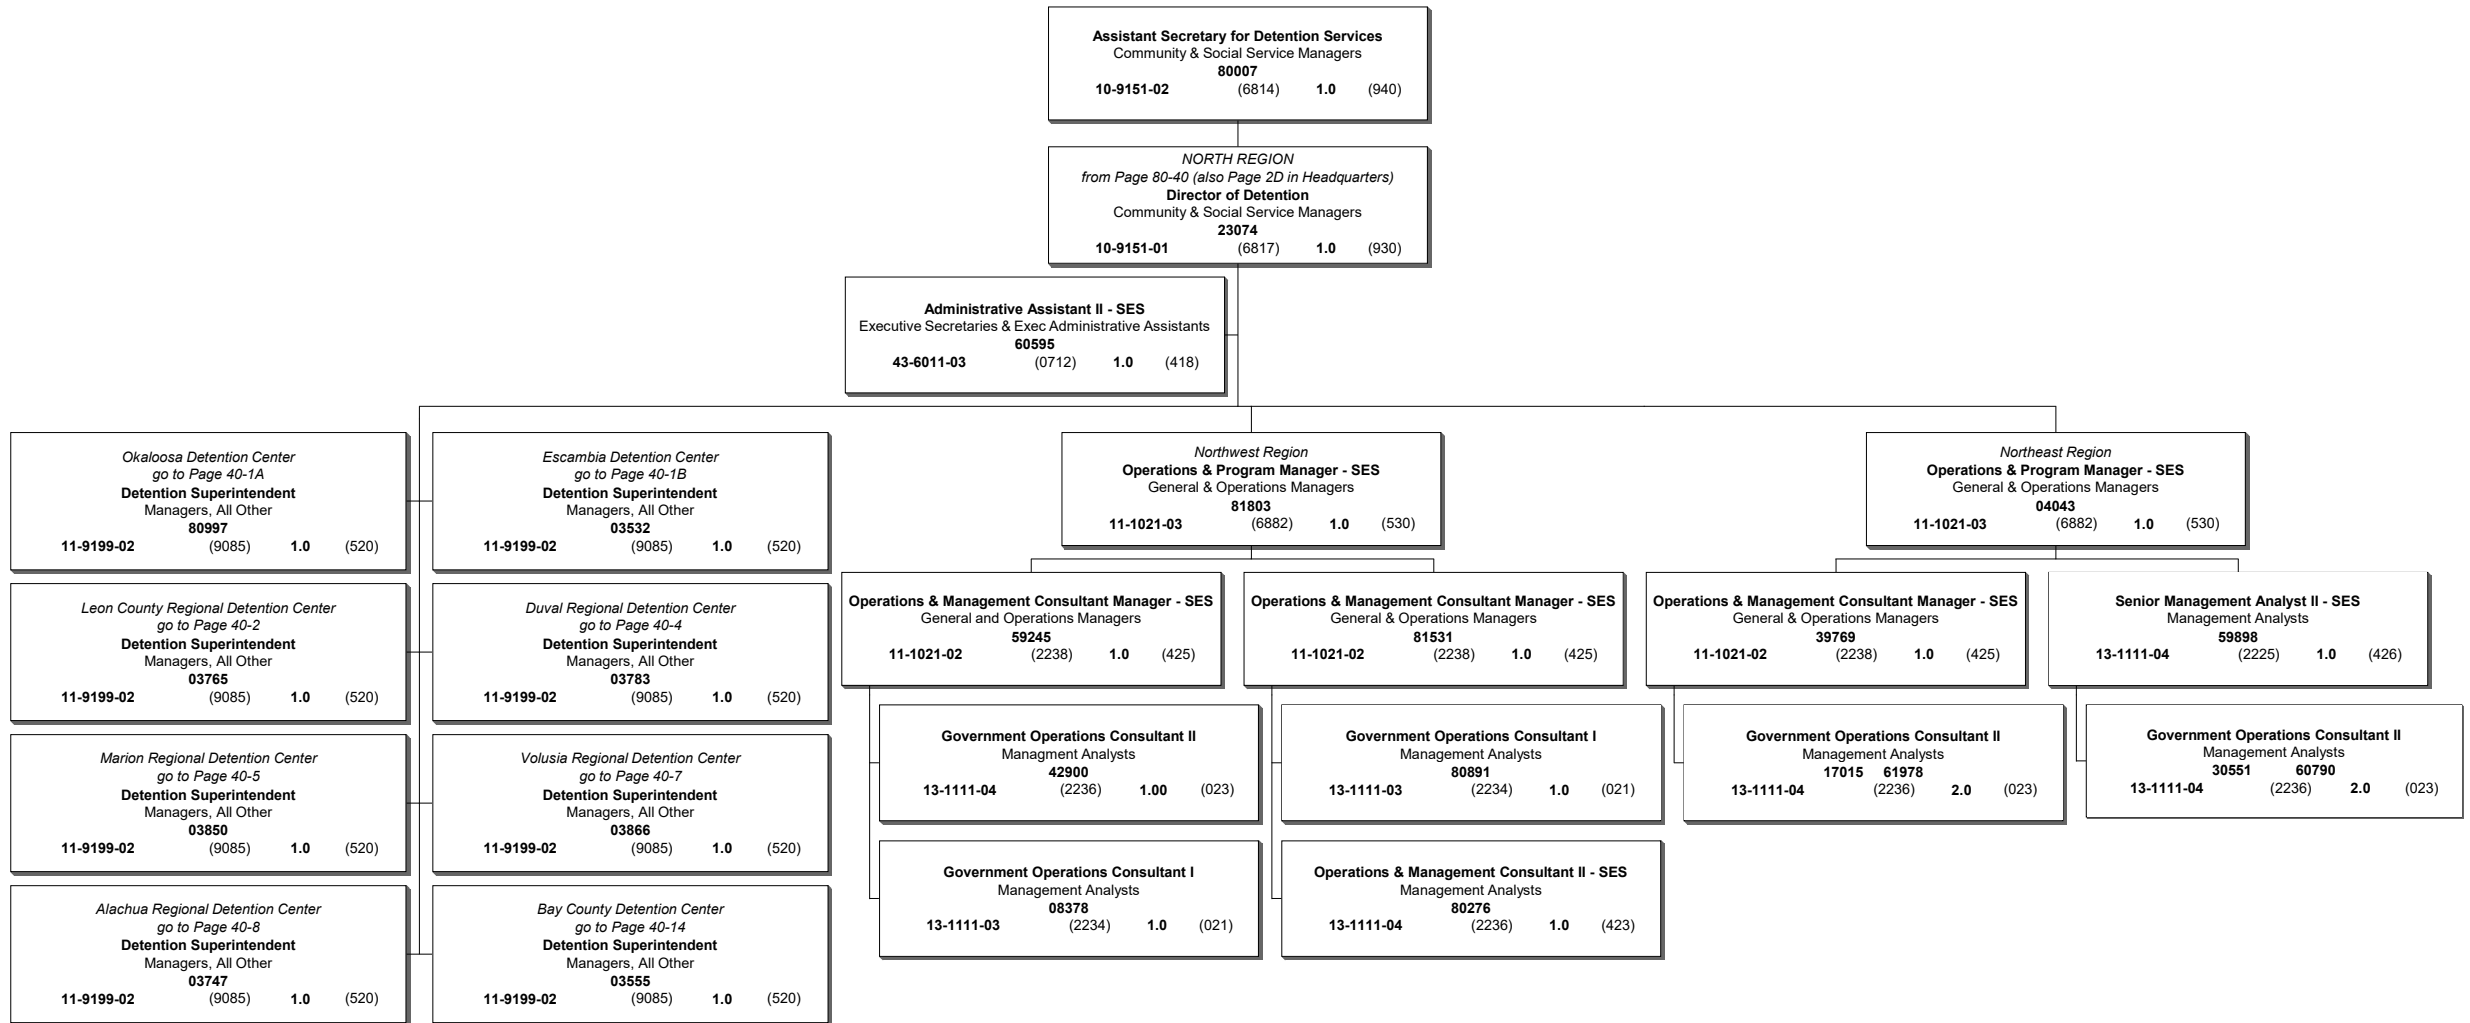 Assistant Secretary for Detention Services
Community & Social Service Managers
80007
10-9151-02 (6814) 1.0 (940)
NORTH REGION
from Page 80-40 (also Page 2D in Headquarters)
Director of Detention
Community & Social Service Managers
23074
10-9151-01 (6817) 1.0 (930)
Administrative Assistant II - SES
Executive Secretaries & Exec Administrative Assistants
60595
43-6011-03 (0712) 1.0 (418)
Okaloosa Detention Center
go to Page 40-1A
Detention Superintendent
Managers, All Other
80997
11-9199-02 (9085) 1.0 (520)
Escambia Detention Center
go to Page 40-1B
Detention Superintendent
Managers, All Other
03532
11-9199-02 (9085) 1.0 (520)
Leon County Regional Detention Center
go to Page 40-2
Detention Superintendent
Managers, All Other
03765
11-9199-02 (9085) 1.0 (520)
Duval Regional Detention Center
go to Page 40-4
Detention Superintendent
Managers, All Other
03783
11-9199-02 (9085) 1.0 (520)
Marion Regional Detention Center
go to Page 40-5
Detention Superintendent
Managers, All Other
03850
11-9199-02 (9085) 1.0 (520)
Volusia Regional Detention Center
go to Page 40-7
Detention Superintendent
Managers, All Other
03866
11-9199-02 (9085) 1.0 (520)
Alachua Regional Detention Center
go to Page 40-8
Detention Superintendent
Managers, All Other
03747
11-9199-02 (9085) 1.0 (520)
Bay County Detention Center
go to Page 40-14
Detention Superintendent
Managers, All Other
03555
11-9199-02 (9085) 1.0 (520)
Northwest Region
Operations & Program Manager - SES
General & Operations Managers
81803
11-1021-03 (6882) 1.0 (530)
Operations & Management Consultant Manager - SES
General and Operations Managers
59245
11-1021-02 (2238) 1.0 (425)
Government Operations Consultant II
Managment Analysts
42900
13-1111-04 (2236) 1.00 (023)
Government Operations Consultant I
Management Analysts
08378
13-1111-03 (2234) 1.0 (021)
Operations & Management Consultant Manager - SES
General & Operations Managers
81531
11-1021-02 (2238) 1.0 (425)
Government Operations Consultant I
Management Analysts
80891
13-1111-03 (2234) 1.0 (021)
Operations & Management Consultant II - SES
Management Analysts
80276
13-1111-04 (2236) 1.0 (423)
Northeast Region
Operations & Program Manager - SES
General & Operations Managers
04043
11-1021-03 (6882) 1.0 (530)
Operations & Management Consultant Manager - SES
General & Operations Managers
39769
11-1021-02 (2238) 1.0 (425)
Government Operations Consultant II
Management Analysts
17015 61978
13-1111-04 (2236) 2.0 (023)
Senior Management Analyst II - SES
Management Analysts
59898
13-1111-04 (2225) 1.0 (426)
Government Operations Consultant II
Management Analysts
30551 60790
13-1111-04 (2236) 2.0 (023)